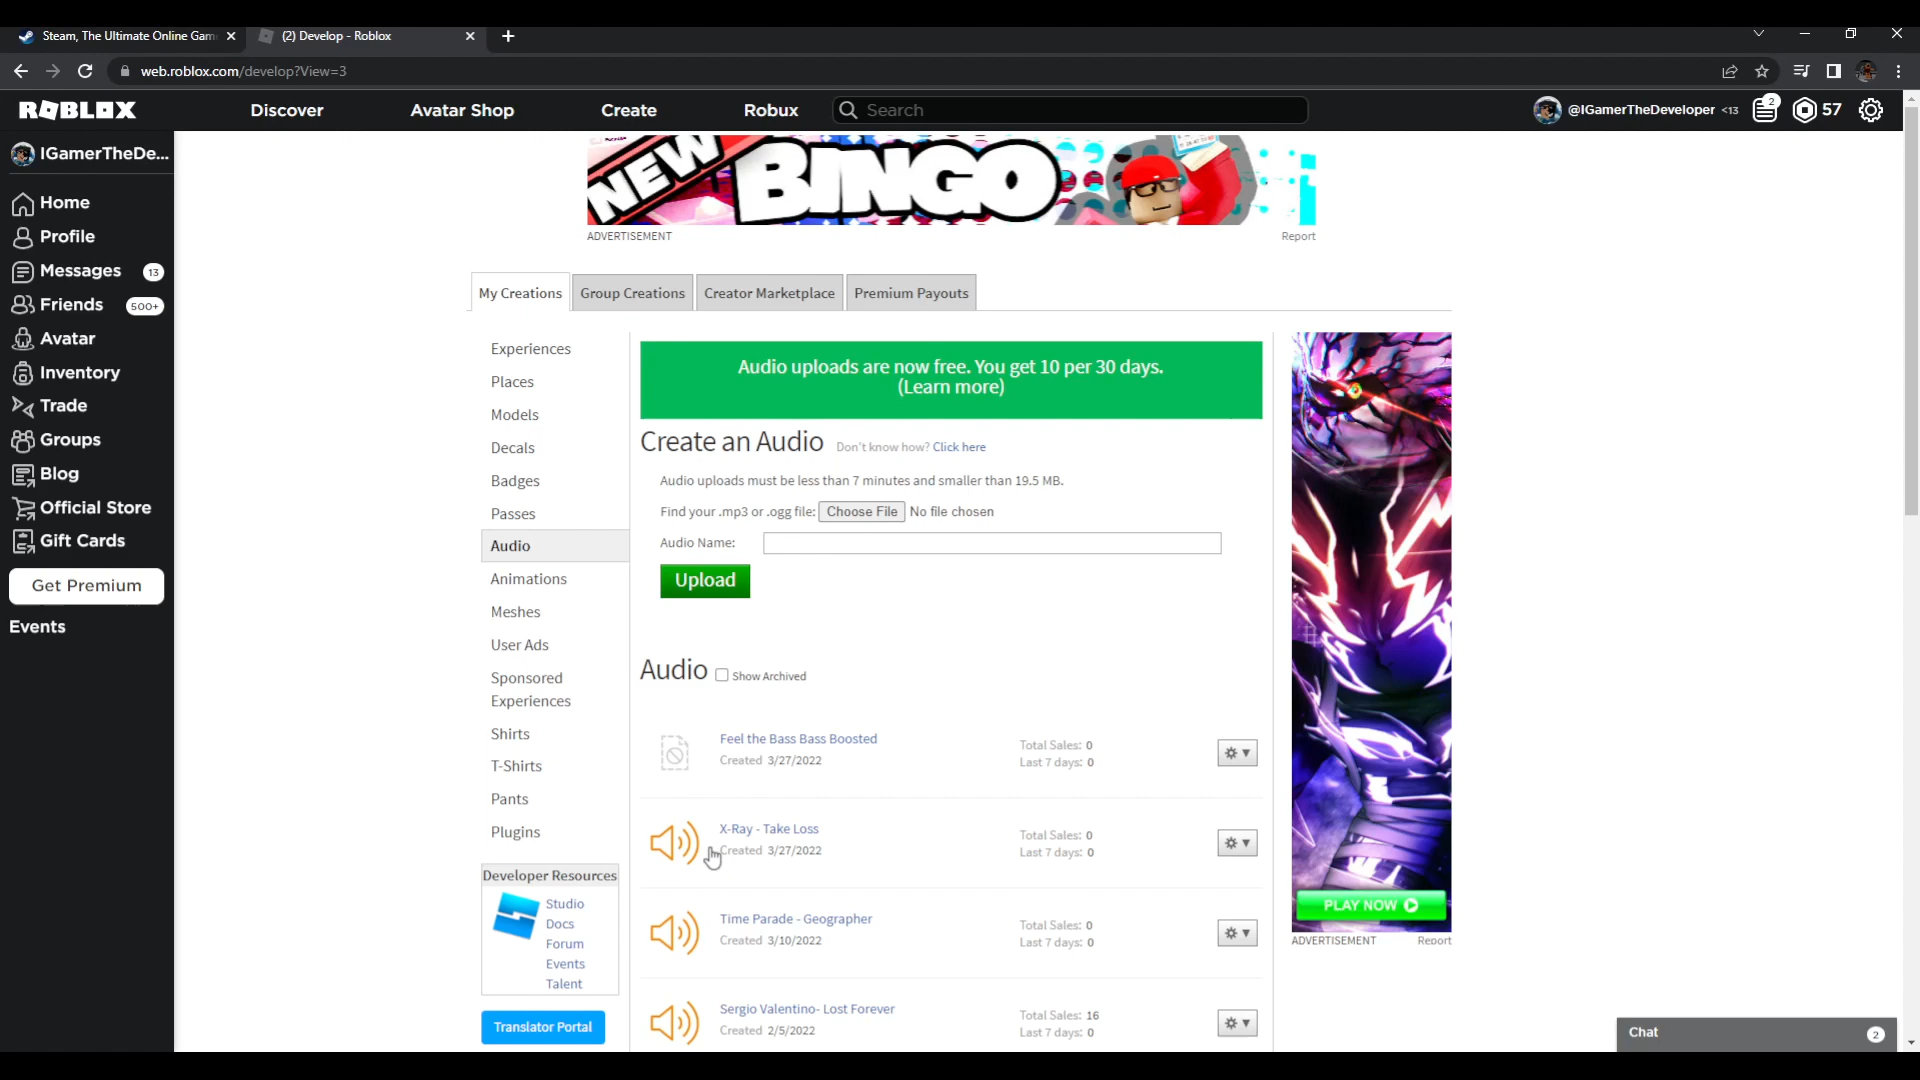 Steam, The Ultimate Online Gam
(2) Develop - Roblox
web.roblox.com/develop?View=3
ROBLOX
Discover
Avatar Shop
Create
Robux
Search
@IGamerTheDeveloper <13
2
57
IGamerTheDe...
Home
Profile
Messages 13
Friends 500+
Avatar
Inventory
Trade
Groups
Blog
Official Store
Gift Cards
Get Premium
Events
NEW BINGO
ADVERTISEMENT
Report
My Creations
Group Creations
Creator Marketplace
Premium Payouts
Experiences
Places
Models
Decals
Badges
Passes
Audio
Animations
Meshes
User Ads
Sponsored
Experiences
Shirts
T-Shirts
Pants
Plugins
Developer Resources
Studio
Docs
Forum
Events
Talent
Translator Portal
Audio uploads are now free. You get 10 per 30 days.
(Learn more)
Create an Audio Don't know how? Click here
Audio uploads must be less than 7 minutes and smaller than 19.5 MB.
Find your .mp3 or .ogg file: Choose File No file chosen
Audio Name:
Upload
Audio Show Archived
Feel the Bass Bass Boosted
Created 3/27/2022
Total Sales: 0
Last 7 days: 0
X-Ray - Take Loss
Created 3/27/2022
Total Sales: 0
Last 7 days: 0
Time Parade - Geographer
Created 3/10/2022
Total Sales: 0
Last 7 days: 0
Sergio Valentino- Lost Forever
Created 2/5/2022
Total Sales: 16
Last 7 days: 0
PLAY NOW
ADVERTISEMENT
Report
Chat 2